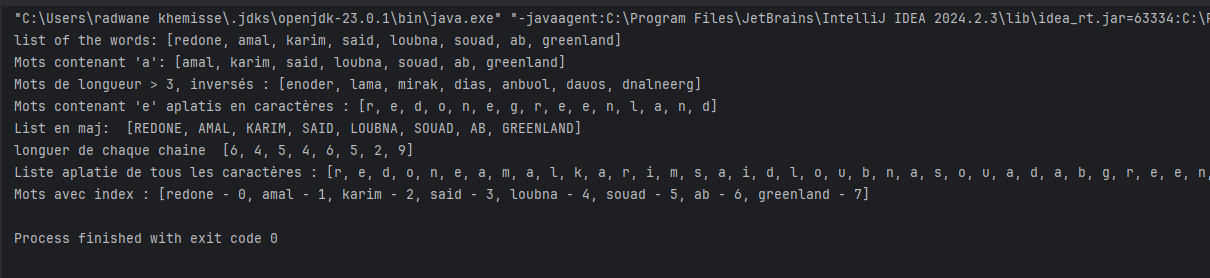 "C:\Users\radwane khemisse\.jdks\openjdk-23.0.1\bin\java.exe" "-javaagent:C:\Program Files\JetBrains\IntelliJ IDEA 2024.2.3\lib\idea_rt.jar=63334:C:\
list of the words: [redone, amal, karim, said, loubna, souad, ab, greenland]
Mots contenant 'a': [amal, karim, said, loubna, souad, ab, greenland]
Mots de longueur > 3, inversés : [enoder, lama, mirak, dias, anbuol, dauos, dnalneerg]
Mots contenant 'e' aplatis en caractères : [r, e, d, o, n, e, g, r, e, e, n, l, a, n, d]
List en maj:  [REDONE, AMAL, KARIM, SAID, LOUBNA, SOUAD, AB, GREENLAND]
longuer de chaque chaine  [6, 4, 5, 4, 6, 5, 2, 9]
Liste aplatie de tous les caractères : [r, e, d, o, n, e, a, m, a, l, k, a, r, i, m, s, a, i, d, l, o, u, b, n, a, s, o, u, a, d, a, b, g, r, e, e, n,
Mots avec index : [redone - 0, amal - 1, karim - 2, said - 3, loubna - 4, souad - 5, ab - 6, greenland - 7]
Process finished with exit code 0